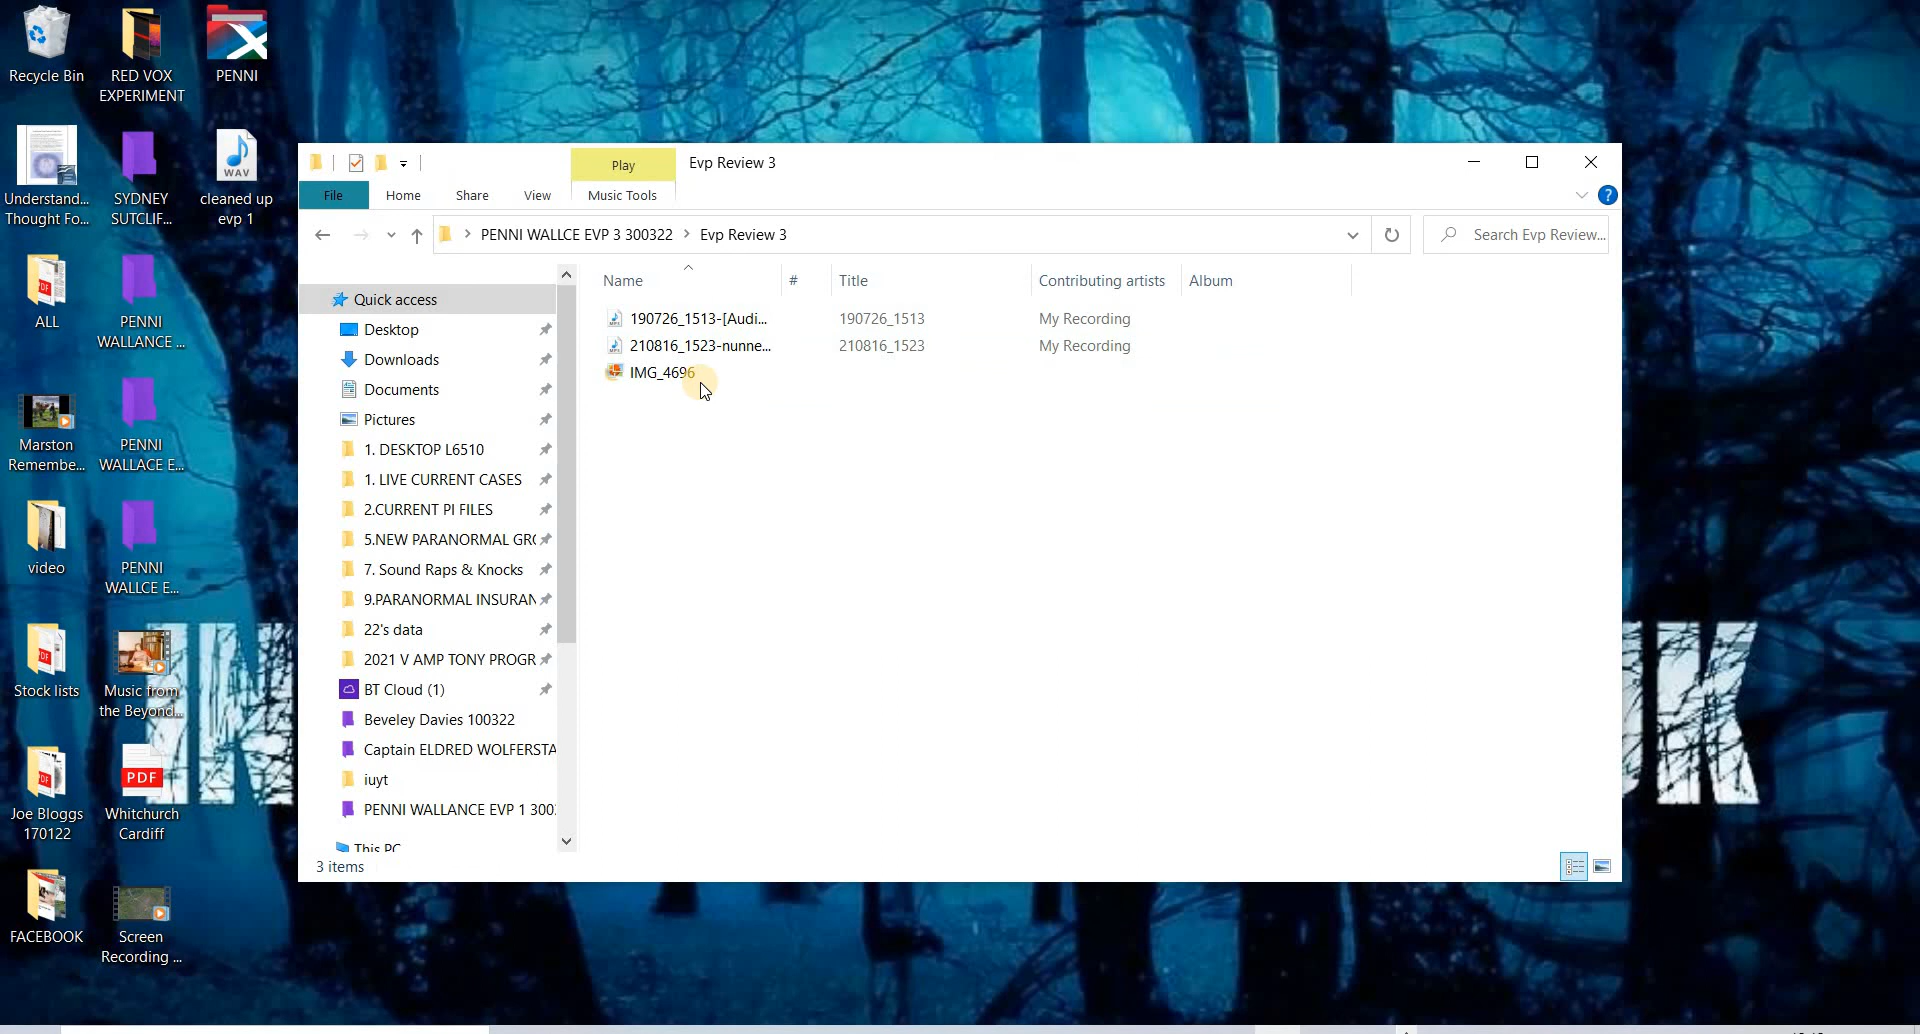 Recycle Bin
RED VOX
EXPERIMENT
PENNI
Understand...
Thought Fo...
SYDNEY
SUTCLIF...
WAV
cleaned up
evp 1
PDF
ALL
PENNI
WALLANCE ...
Marston
Remembe...
PENNI
WALLACE E...
video
PENNI
WALLCE E...
PDF
Stock lists
Music from
the Beyond...
PDF
Joe Bloggs
170122
PDF
Whitchurch
Cardiff
FACEBOOK
Screen
Recording ...
Play
Evp Review 3
File
Home
Share
View
Music Tools
?
PENNI WALLCE EVP 3 300322 > Evp Review 3
Search Evp Review...
Name
#
Title
Contributing artists
Album
190726_1513-[Audi...
190726_1513
My Recording
210816_1523-nunne...
210816_1523
My Recording
IMG_4696
Quick access
Desktop
Downloads
Documents
Pictures
1. DESKTOP L6510
1. LIVE CURRENT CASES
2.CURRENT PI FILES
5.NEW PARANORMAL GR
7. Sound Raps & Knocks
9.PARANORMAL INSURAN
22's data
2021 V AMP TONY PROGR
BT Cloud (1)
Beveley Davies 100322
Captain ELDRED WOLFERSTA
iuyt
PENNI WALLANCE EVP 1 300
This PC
3 items